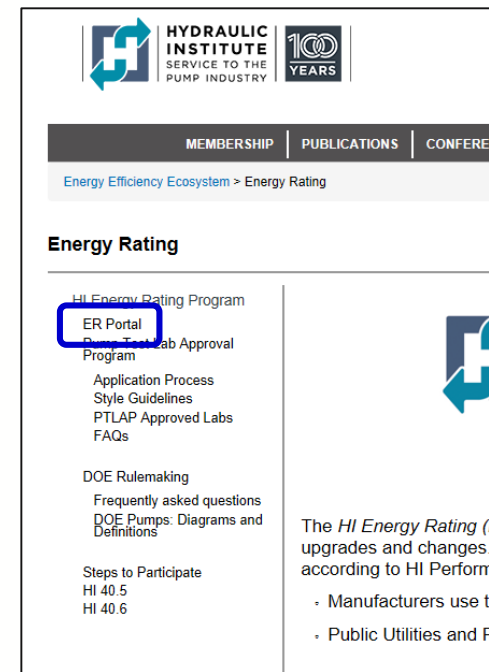 HYDRAULIC
INSTITUTE
SERVICE TO THE
PUMP INDUSTRY
100
YEARS
MEMBERSHIP PUBLICATIONS CONFERE
Energy Efficiency Ecosystem > Energy Rating
Energy Rating
HI Energy Rating Program
ER Portal
Pump Test Lab Approval
Program
Application Process
Style Guidelines
PTLAP Approved Labs
FAQs
DOE Rulemaking
Frequently asked questions
DOE Pumps: Diagrams and
Definitions
Steps to Participate
HI 40.5
HI 40.6
The HI Energy Rating (
upgrades and changes.
according to HI Perform
• Manufacturers use t
• Public Utilities and